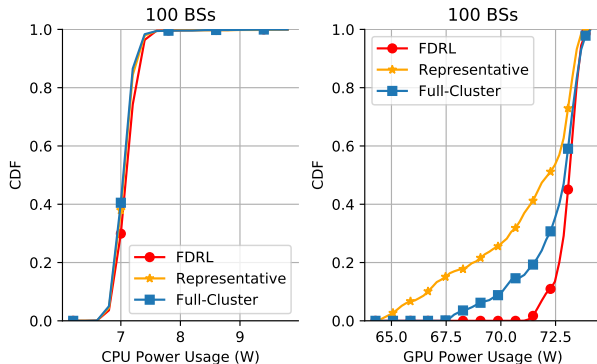 100 BSs
1.0
0.8
0.6
0.4
0.2
0.0
CDF
7 8 9
CPU Power Usage (W)
FDRL
Representative
Full-Cluster
100 BSs
1.0
0.8
0.6
0.4
0.2
0.0
CDF
65.0 67.5 70.0 72.5
GPU Power Usage (W)
FDRL
Representative
Full-Cluster